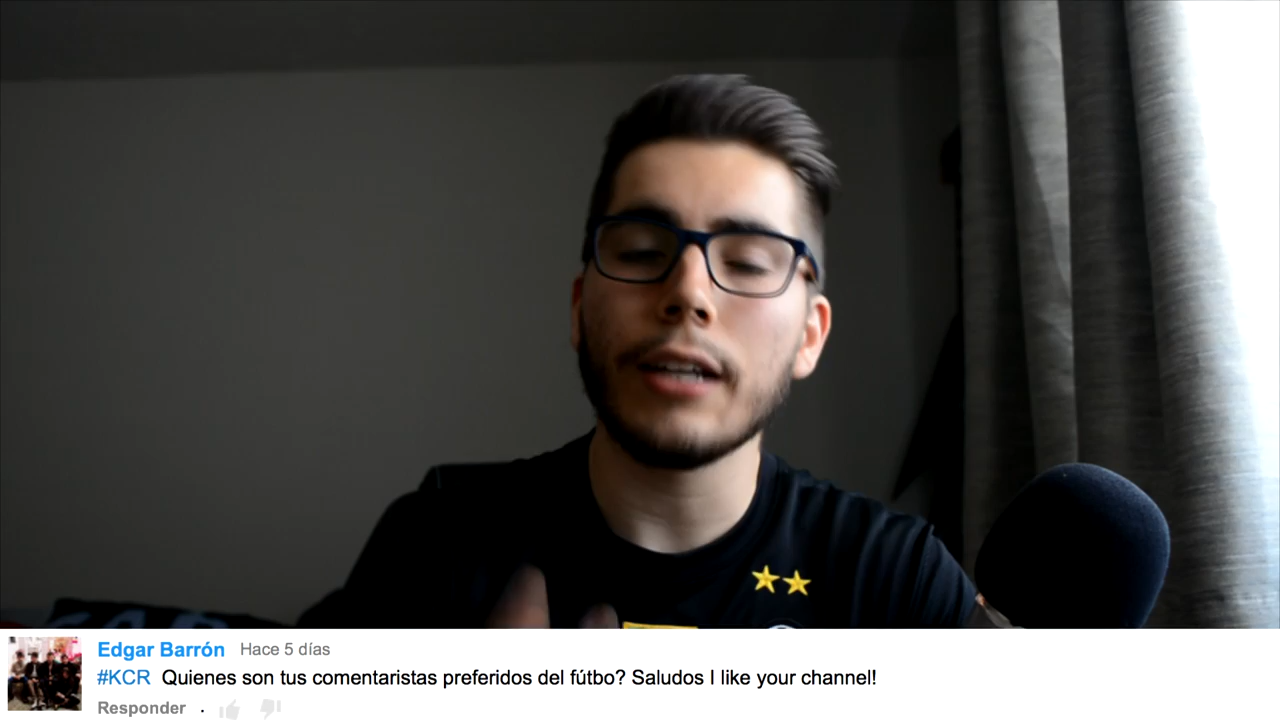 Edgar Barrón Hace 5 días
#KCR Quienes son tus comentaristas preferidos del fútbo? Saludos I like your channel!
Responder .